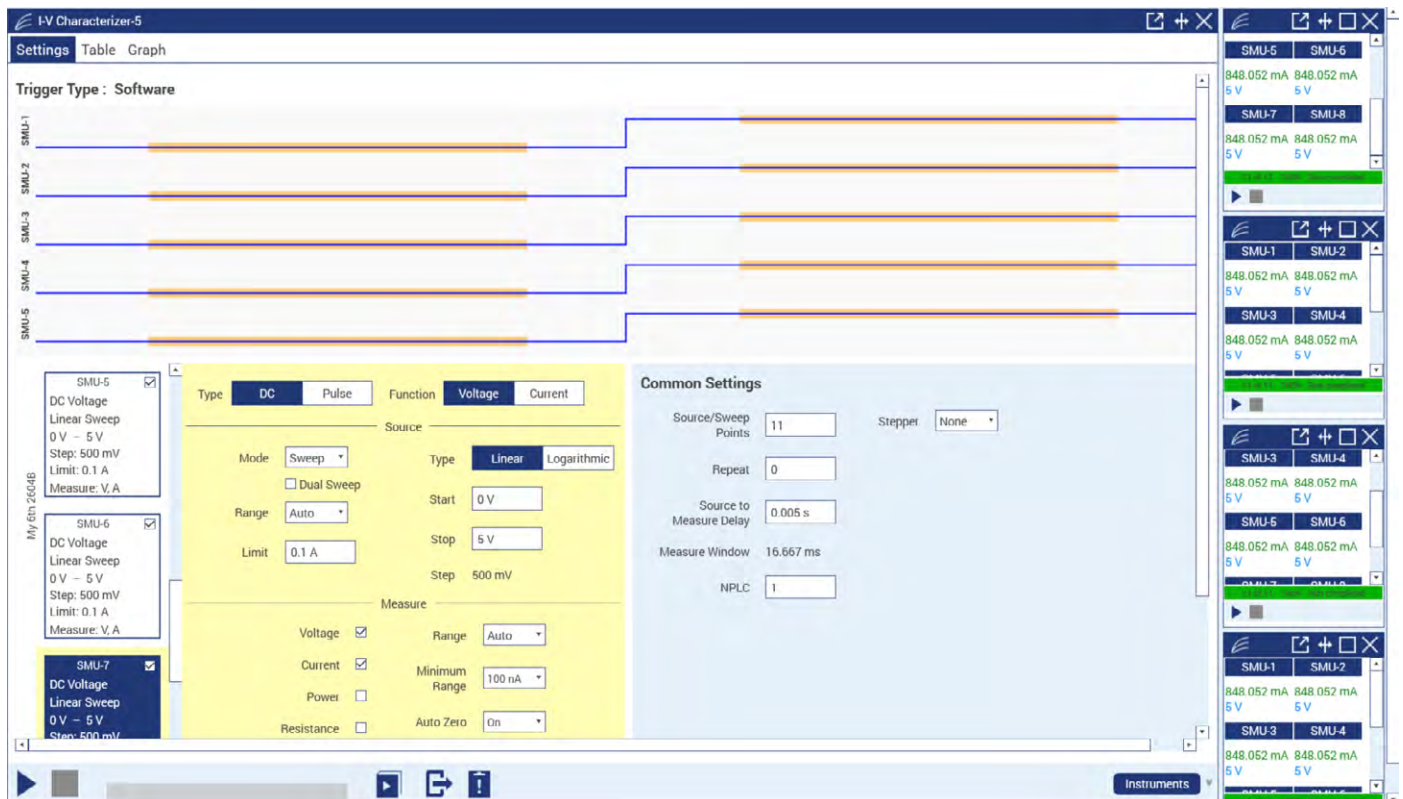 I-V Characterizer-5
Settings Table Graph
Trigger Type : Software
SMU-1
SMU-2
SMU-3
SMU-4
SMU-5
My 6th 2604B
SMU-5
DC Voltage
Linear Sweep
0 V – 5 V
Step: 500 mV
Limit: 0.1 A
Measure: V, A
SMU-6
DC Voltage
Linear Sweep
0 V – 5 V
Step: 500 mV
Limit: 0.1 A
Measure: V, A
SMU-7
DC Voltage
Linear Sweep
0 V – 5 V
Step: 500 mV
Type DC Pulse Function Voltage Current
Source
Mode Sweep Type Linear Logarithmic
Dual Sweep
Start 0 V
Range Auto
Stop 5 V
Limit 0.1 A
Step 500 mV
Measure
Voltage Range Auto
Current Minimum Range 100 nA
Power
Resistance Auto Zero On
Common Settings
Source/Sweep
Points 11 Stepper None
Repeat 0
Source to
Measure Delay 0.005 s
Measure Window 16.667 ms
NPLC 1
Instruments
SMU-5 SMU-6
848.052 mA 848.052 mA
5 V 5 V
SMU-7 SMU-8
848.052 mA 848.052 mA
5 V 5 V
SMU-1 SMU-2
848.052 mA 848.052 mA
5 V 5 V
SMU-3 SMU-4
848.052 mA 848.052 mA
5 V 5 V
SMU-3 SMU-4
848.052 mA 848.052 mA
5 V 5 V
SMU-5 SMU-6
848.052 mA 848.052 mA
5 V 5 V
SMU-1 SMU-2
848.052 mA 848.052 mA
5 V 5 V
SMU-3 SMU-4
848.052 mA 848.052 mA
5 V 5 V